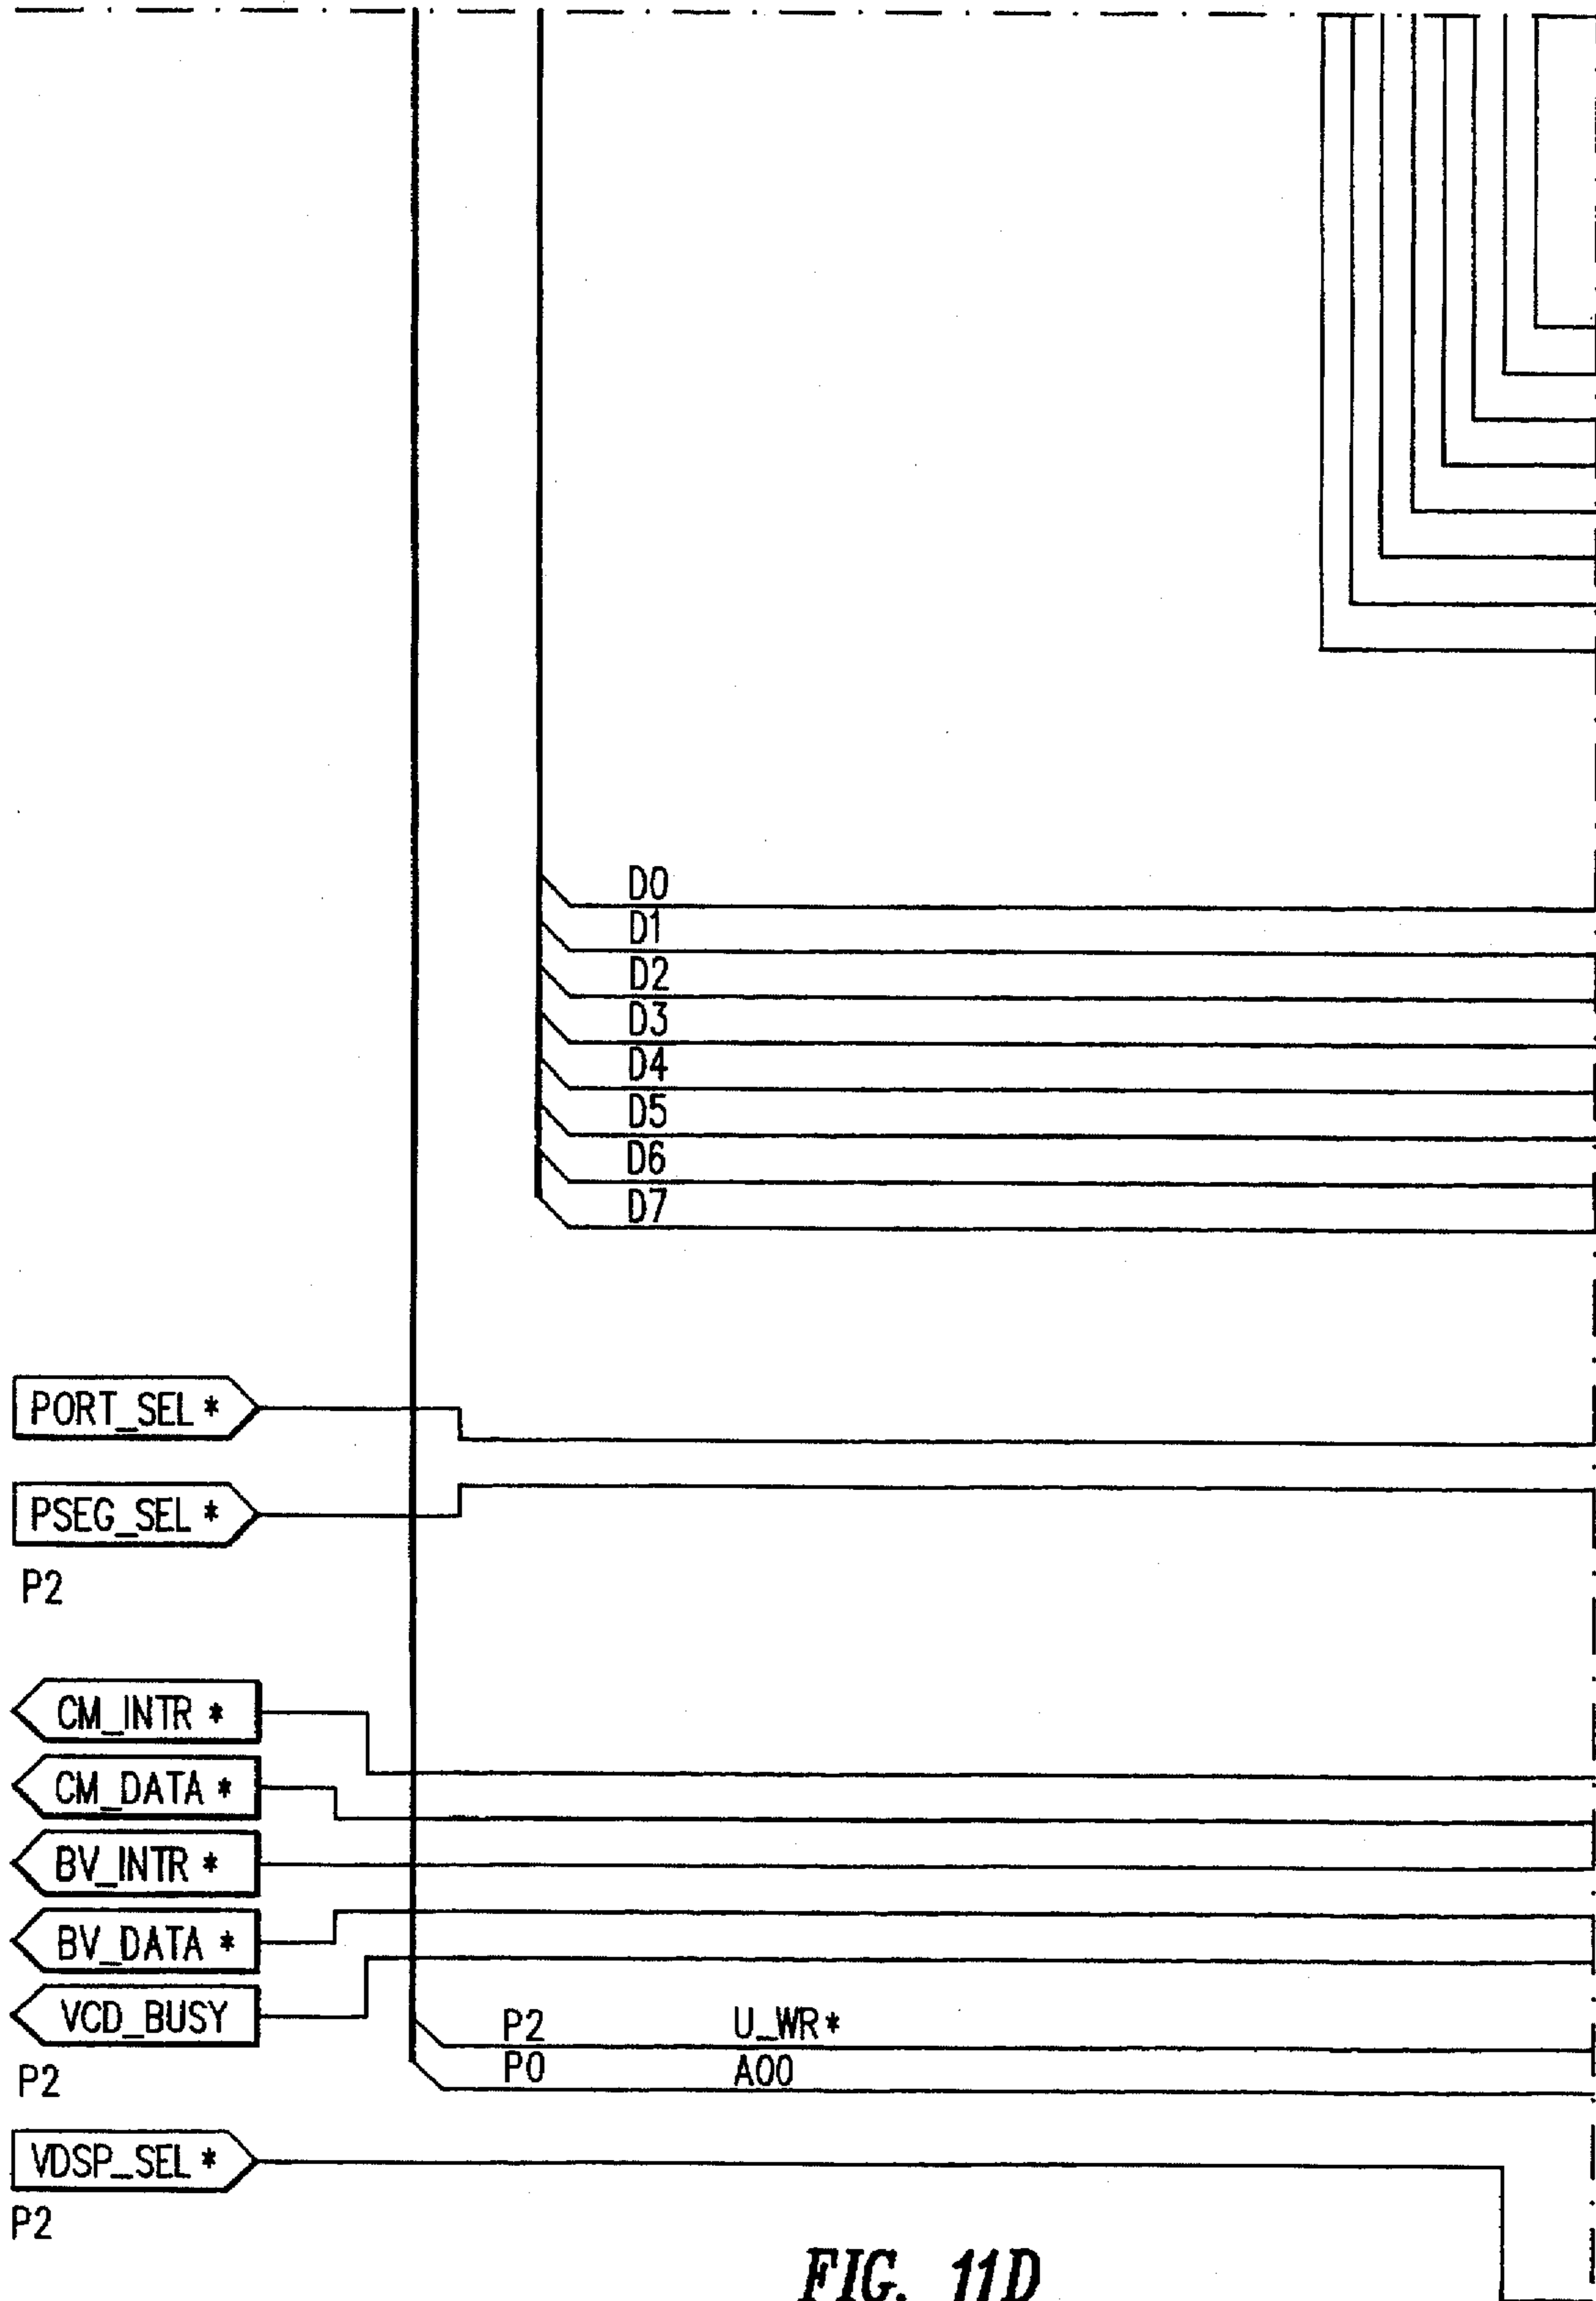 D0
D1
D2
D3
D4
D5
D6
D7
PORT_SEL *
PSEG_SEL *
P2
CM_INTR *
CM_DATA *
BV_INTR *
BV_DATA *
VCD_BUSY
P2 U_WR*
P0 A00
P2
VDSP_SEL *
P2
FIG. 11D